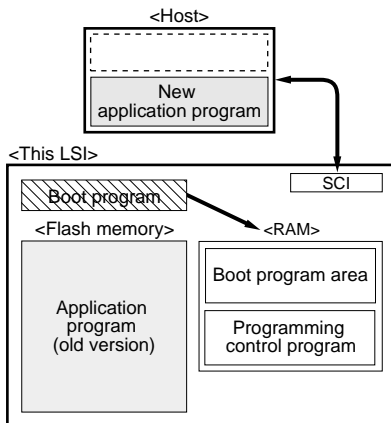 <Host>
New
application program
<This LSI>
SCI
Boot program
<Flash memory>
<RAM>
Application
program
(old version)
Boot program area
Programming
control program